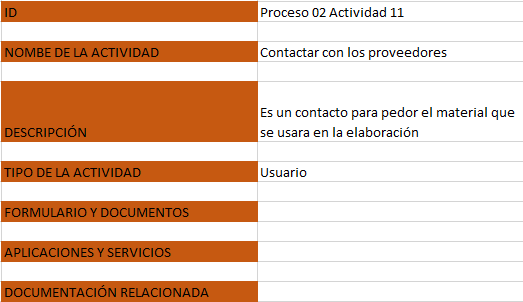 ID Proceso 02 Actividad 11
NOMBE DE LA ACTIVIDAD Contactar con los proveedores
Es un contacto para pedor el material que
DESCRIPCIÓN se usara en la elaboración
TIPO DE LA ACTIVIDAD Usuario
FORMULARIO Y DOCUMENTOS
APLICACIONES Y SERVICIOS
DOCUMENTACIÓN RELACIONADA